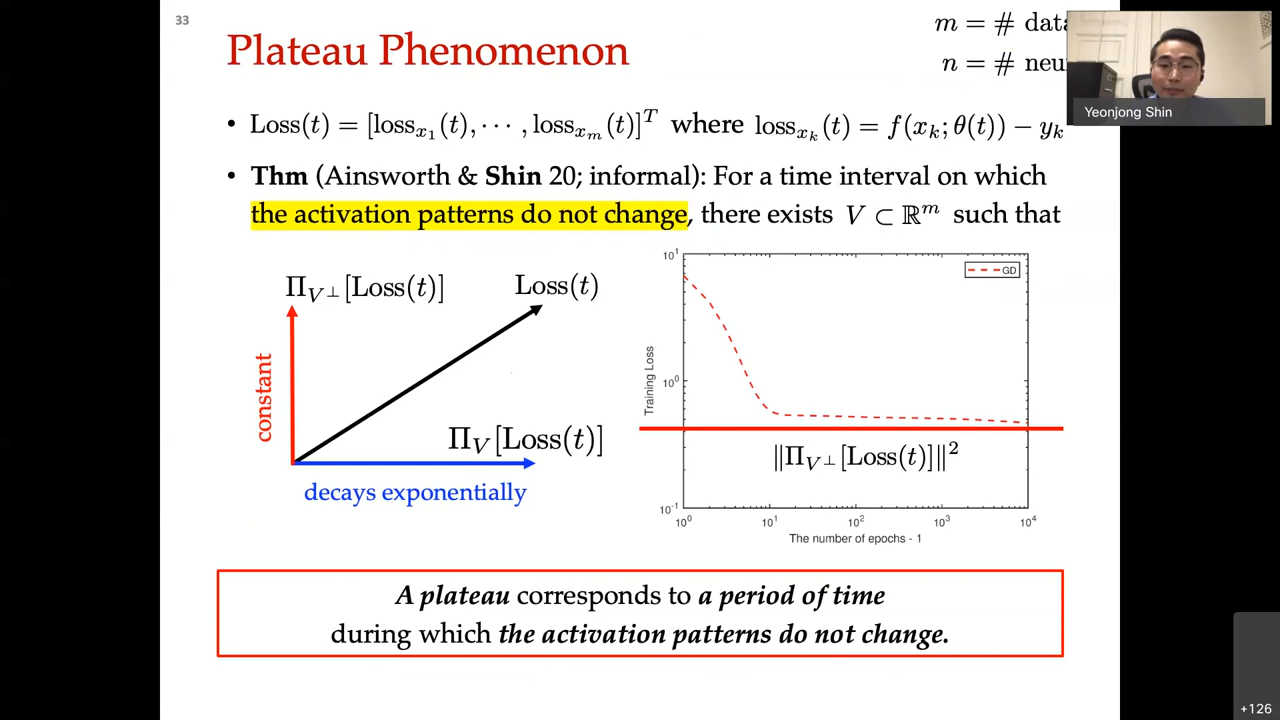 33
Plateau Phenomenon
m = # data
n = # neu
Yeonjong Shin
• Loss(t) = [loss_{x_1}(t), ⋯ , loss_{x_m}(t)]^T where loss_{x_k}(t) = f(x_k; θ(t)) − y_k
• Thm (Ainsworth & Shin 20; informal): For a time interval on which
the activation patterns do not change, there exists V ⊂ ℝ^m such that
Π_{V^⊥}[Loss(t)]
Loss(t)
constant
Π_V[Loss(t)]
decays exponentially
10^1
GD
Training Loss
10^0
‖Π_{V^⊥}[Loss(t)]‖^2
10^-1
10^0 10^1 10^2 10^3 10^4
The number of epochs - 1
A plateau corresponds to a period of time
during which the activation patterns do not change.
+126